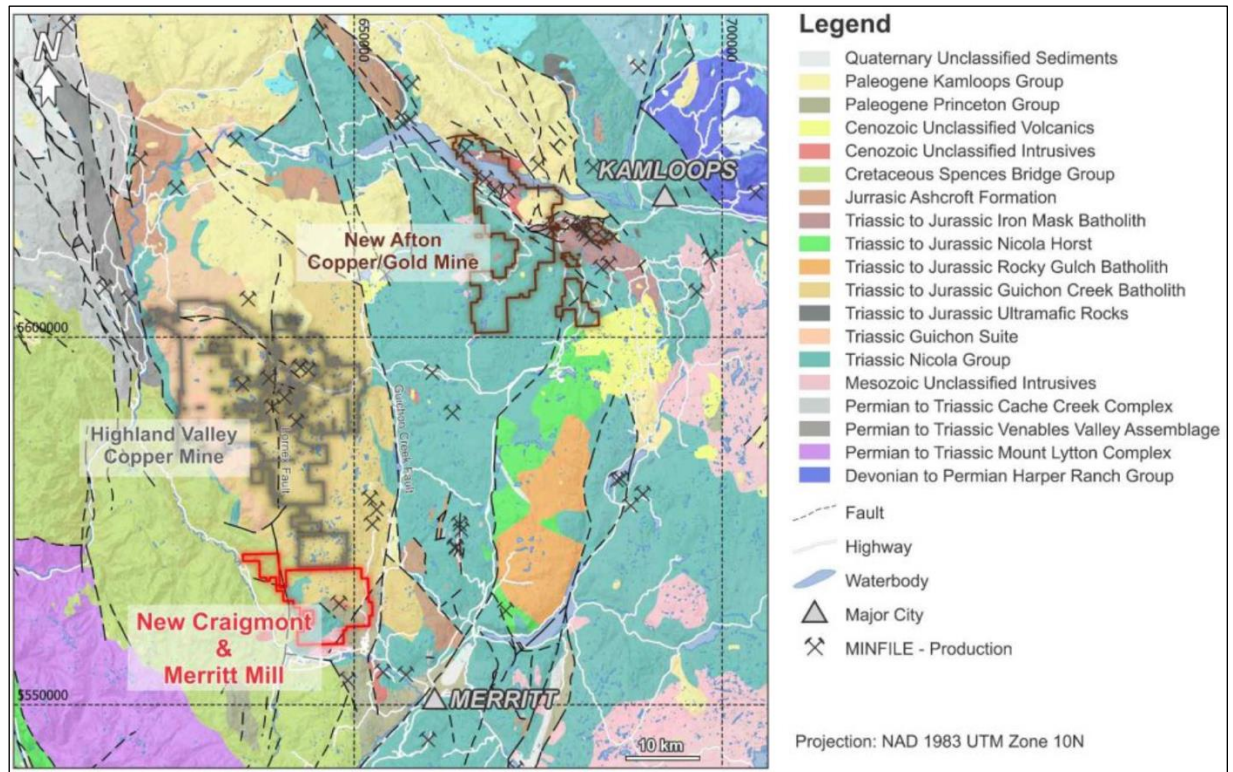 N
650000
700000
KAMLOOPS
New Afton
Copper/Gold Mine
5600000
Highland Valley
Copper Mine
Lornex Fault
Guichon Creek Fault
New Craigmont
&
Merritt Mill
5550000
MERRITT
10 km
Legend
Quaternary Unclassified Sediments
Paleogene Kamloops Group
Paleogene Princeton Group
Cenozoic Unclassified Volcanics
Cenozoic Unclassified Intrusives
Cretaceous Spences Bridge Group
Jurrasic Ashcroft Formation
Triassic to Jurassic Iron Mask Batholith
Triassic to Jurassic Nicola Horst
Triassic to Jurassic Rocky Gulch Batholith
Triassic to Jurassic Guichon Creek Batholith
Triassic to Jurassic Ultramafic Rocks
Triassic Guichon Suite
Triassic Nicola Group
Mesozoic Unclassified Intrusives
Permian to Triassic Cache Creek Complex
Permian to Triassic Venables Valley Assemblage
Permian to Triassic Mount Lytton Complex
Devonian to Permian Harper Ranch Group
Fault
Highway
Waterbody
Major City
MINFILE - Production
Projection: NAD 1983 UTM Zone 10N